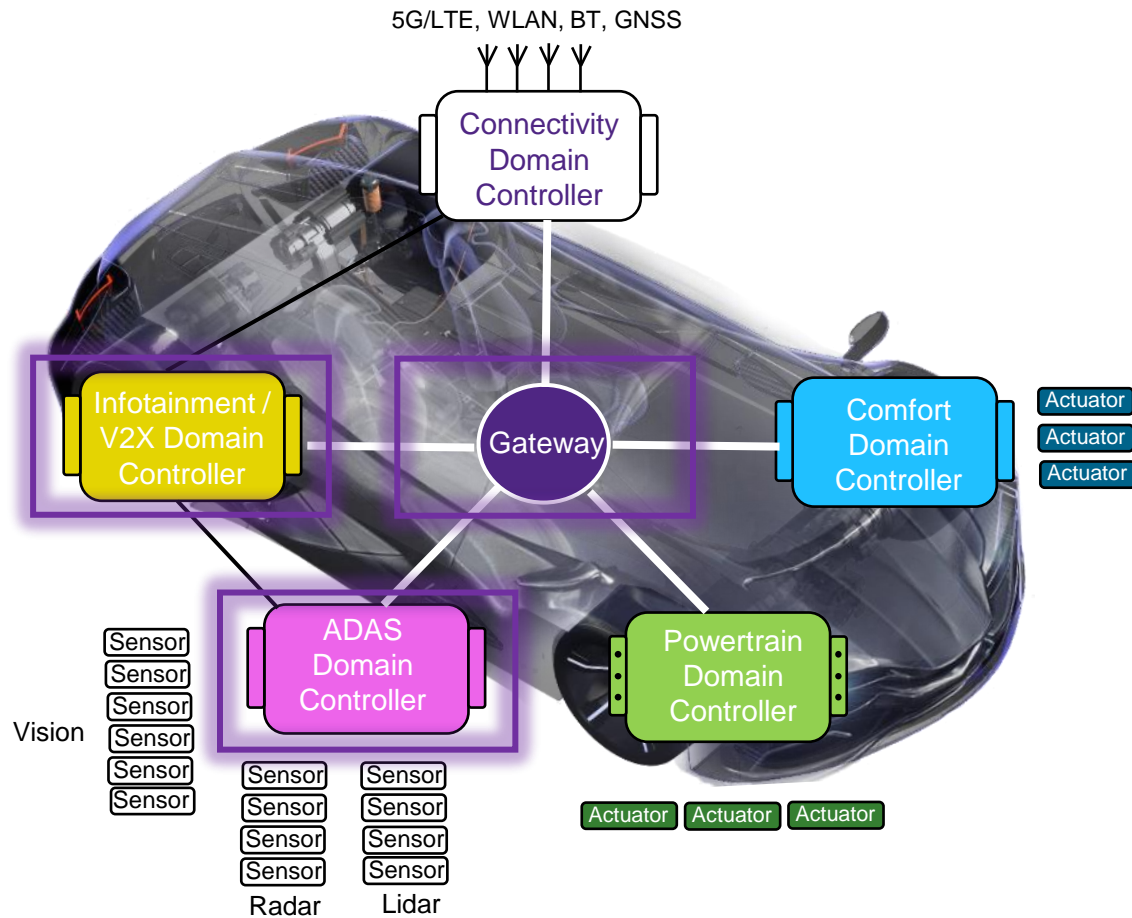 5G/LTE, WLAN, BT, GNSS
Connectivity
Domain
Controller
Infotainment /
V2X Domain
Controller
Gateway
Comfort
Domain
Controller
Actuator
Actuator
Actuator
ADAS
Domain
Controller
Powertrain
Domain
Controller
Vision
Sensor
Sensor
Sensor
Sensor
Sensor
Sensor
Sensor
Sensor
Sensor
Sensor
Radar
Sensor
Sensor
Sensor
Sensor
Lidar
Actuator
Actuator
Actuator